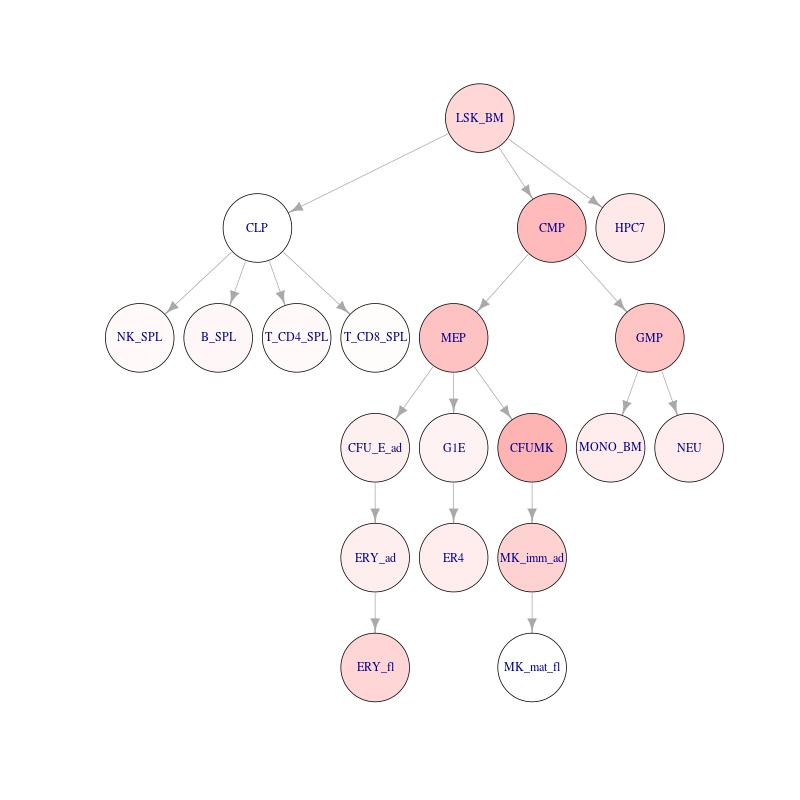 LSK_BM
CLP
CMP
HPC7
NK_SPL
B_SPL
T_CD4_SPL
T_CD8_SPL
MEP
GMP
CFU_E_ad
G1E
CFUMK
MONO_BM
NEU
ERY_ad
ER4
MK_imm_ad
ERY_fl
MK_mat_fl